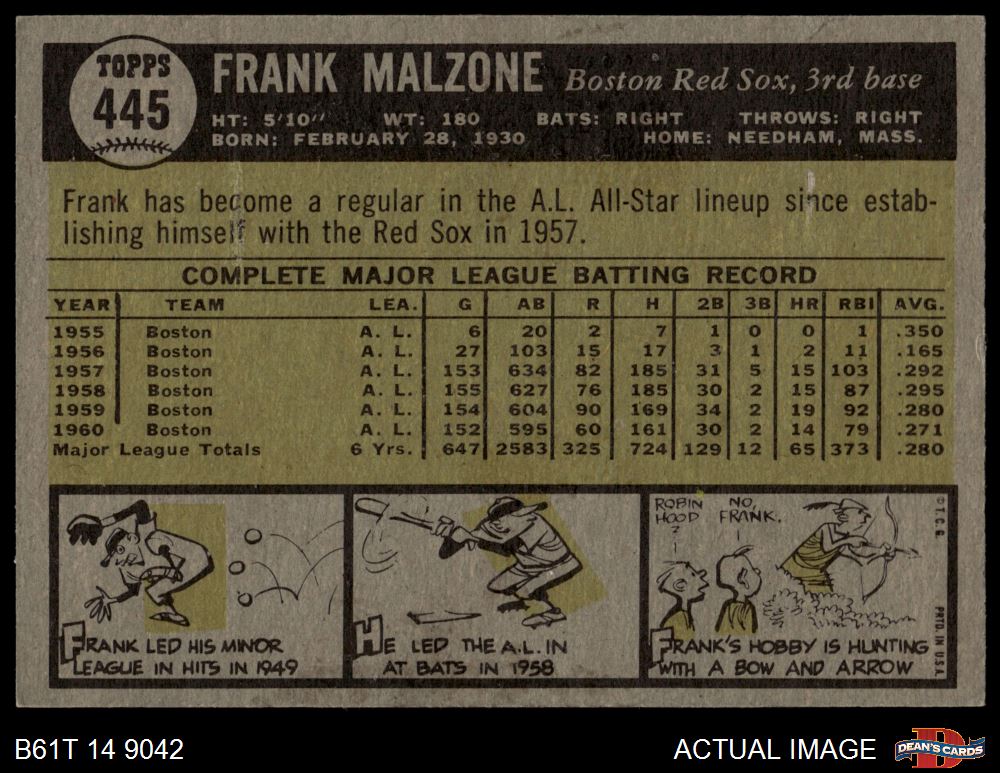 TOPPS
445
FRANK MALZONE Boston Red Sox, 3rd base
HT: 5'10" WT: 180 BATS: RIGHT THROWS: RIGHT
BORN: FEBRUARY 28, 1930 HOME: NEEDHAM, MASS.
Frank has become a regular in the A.L. All-Star lineup since estab-
lishing himself with the Red Sox in 1957.
COMPLETE MAJOR LEAGUE BATTING RECORD
YEAR TEAM LEA. G AB R H 2B 3B HR RBI AVG.
1955 Boston A. L. 6 20 2 7 1 0 0 1 .350
1956 Boston A. L. 27 103 15 17 3 1 2 11 .165
1957 Boston A. L. 153 634 82 185 31 5 15 103 .292
1958 Boston A. L. 155 627 76 185 30 2 15 87 .295
1959 Boston A. L. 154 604 90 169 34 2 19 92 .280
1960 Boston A. L. 152 595 60 161 30 2 14 79 .271
Major League Totals 6 Yrs. 647 2583 325 724 129 12 65 373 .280
FRANK LED HIS MINOR
LEAGUE IN HITS IN 1949
HE LED THE A.L. IN
AT BATS IN 1958
ROBIN
HOOD
?
NO,
FRANK.
FRANK'S HOBBY IS HUNTING
WITH A BOW AND ARROW
© T. C. G.
PRTD. IN U.S.A.
B61T 14 9042
ACTUAL IMAGE
D
DEAN'S CARDS